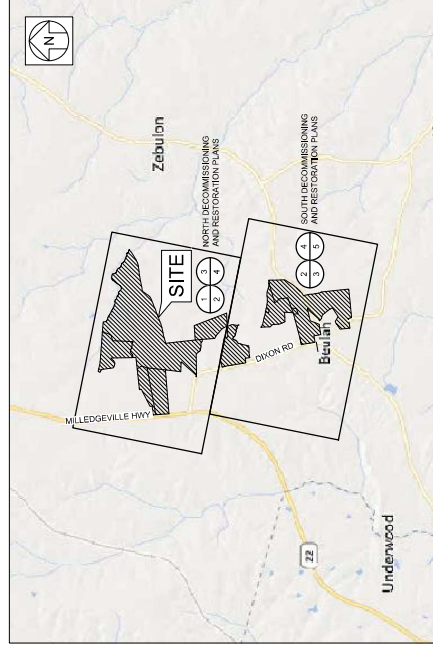 N
Zebulon
NORTH DECOMMISSIONING
AND RESTORATION PLANS
1 3
2 4
SITE
MILLEDGEVILLE HWY
SOUTH DECOMMISSIONING
AND RESTORATION PLANS
2 4
3 5
DIXON RD
Beulah
22
Underwood